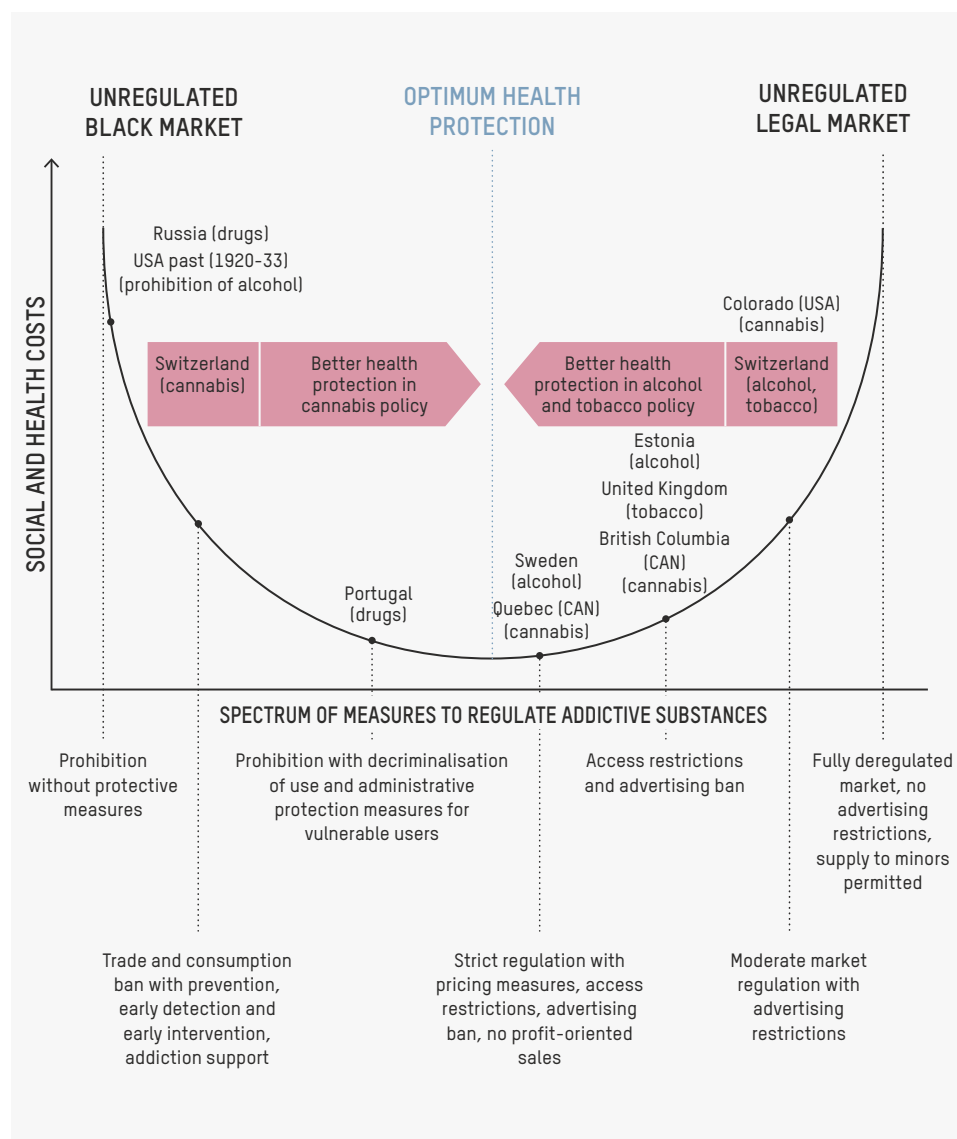 UNREGULATED
BLACK MARKET
OPTIMUM HEALTH
PROTECTION
UNREGULATED
LEGAL MARKET
SOCIAL AND HEALTH COSTS
Russia (drugs)
USA past (1920-33)
(prohibition of alcohol)
Colorado (USA)
(cannabis)
Switzerland
(cannabis)
Better health
protection in
cannabis policy
Better health
protection in alcohol
and tobacco policy
Switzerland
(alcohol,
tobacco)
Estonia
(alcohol)
United Kingdom
(tobacco)
British Columbia
(CAN)
(cannabis)
Sweden
(alcohol)
Quebec (CAN)
(cannabis)
Portugal
(drugs)
SPECTRUM OF MEASURES TO REGULATE ADDICTIVE SUBSTANCES
Prohibition
without protective
measures
Prohibition with decriminalisation
of use and administrative
protection measures for
vulnerable users
Access restrictions
and advertising ban
Fully deregulated
market, no
advertising
restrictions,
supply to minors
permitted
Trade and consumption
ban with prevention,
early detection and
early intervention,
addiction support
Strict regulation with
pricing measures, access
restrictions, advertising
ban, no profit-oriented
sales
Moderate market
regulation with
advertising
restrictions